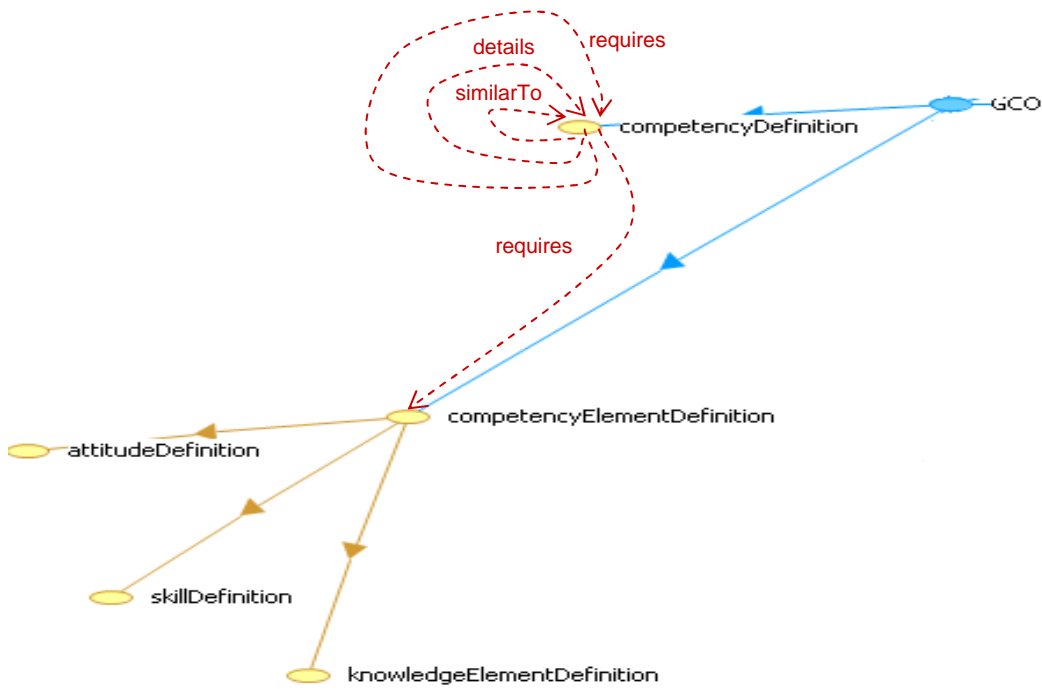 requires
details
similarTo
GCO
competencyDefinition
requires
competencyElementDefinition
attitudeDefinition
skillDefinition
knowledgeElementDefinition